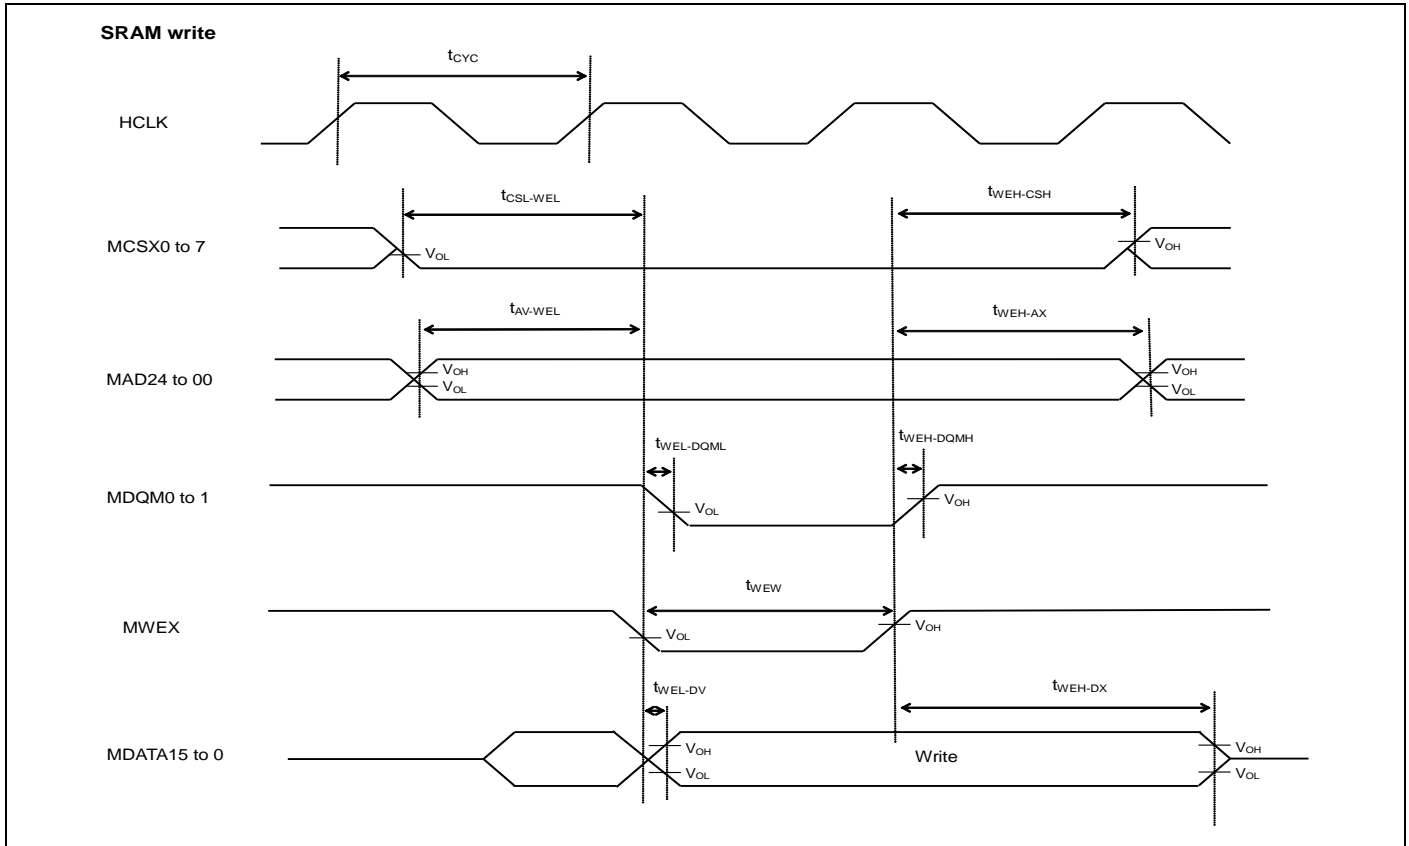 SRAM write
tCYC
HCLK
tCSL-WEL
tWEH-CSH
MCSX0 to 7
VOL
VOH
tAV-WEL
tWEH-AX
MAD24 to 00
VOH
VOL
VOH
VOL
tWEL-DQML
tWEH-DQMH
MDQM0 to 1
VOL
VOH
tWEW
MWEX
VOL
VOH
tWEL-DV
tWEH-DX
MDATA15 to 0
VOH
VOL
Write
VOH
VOL